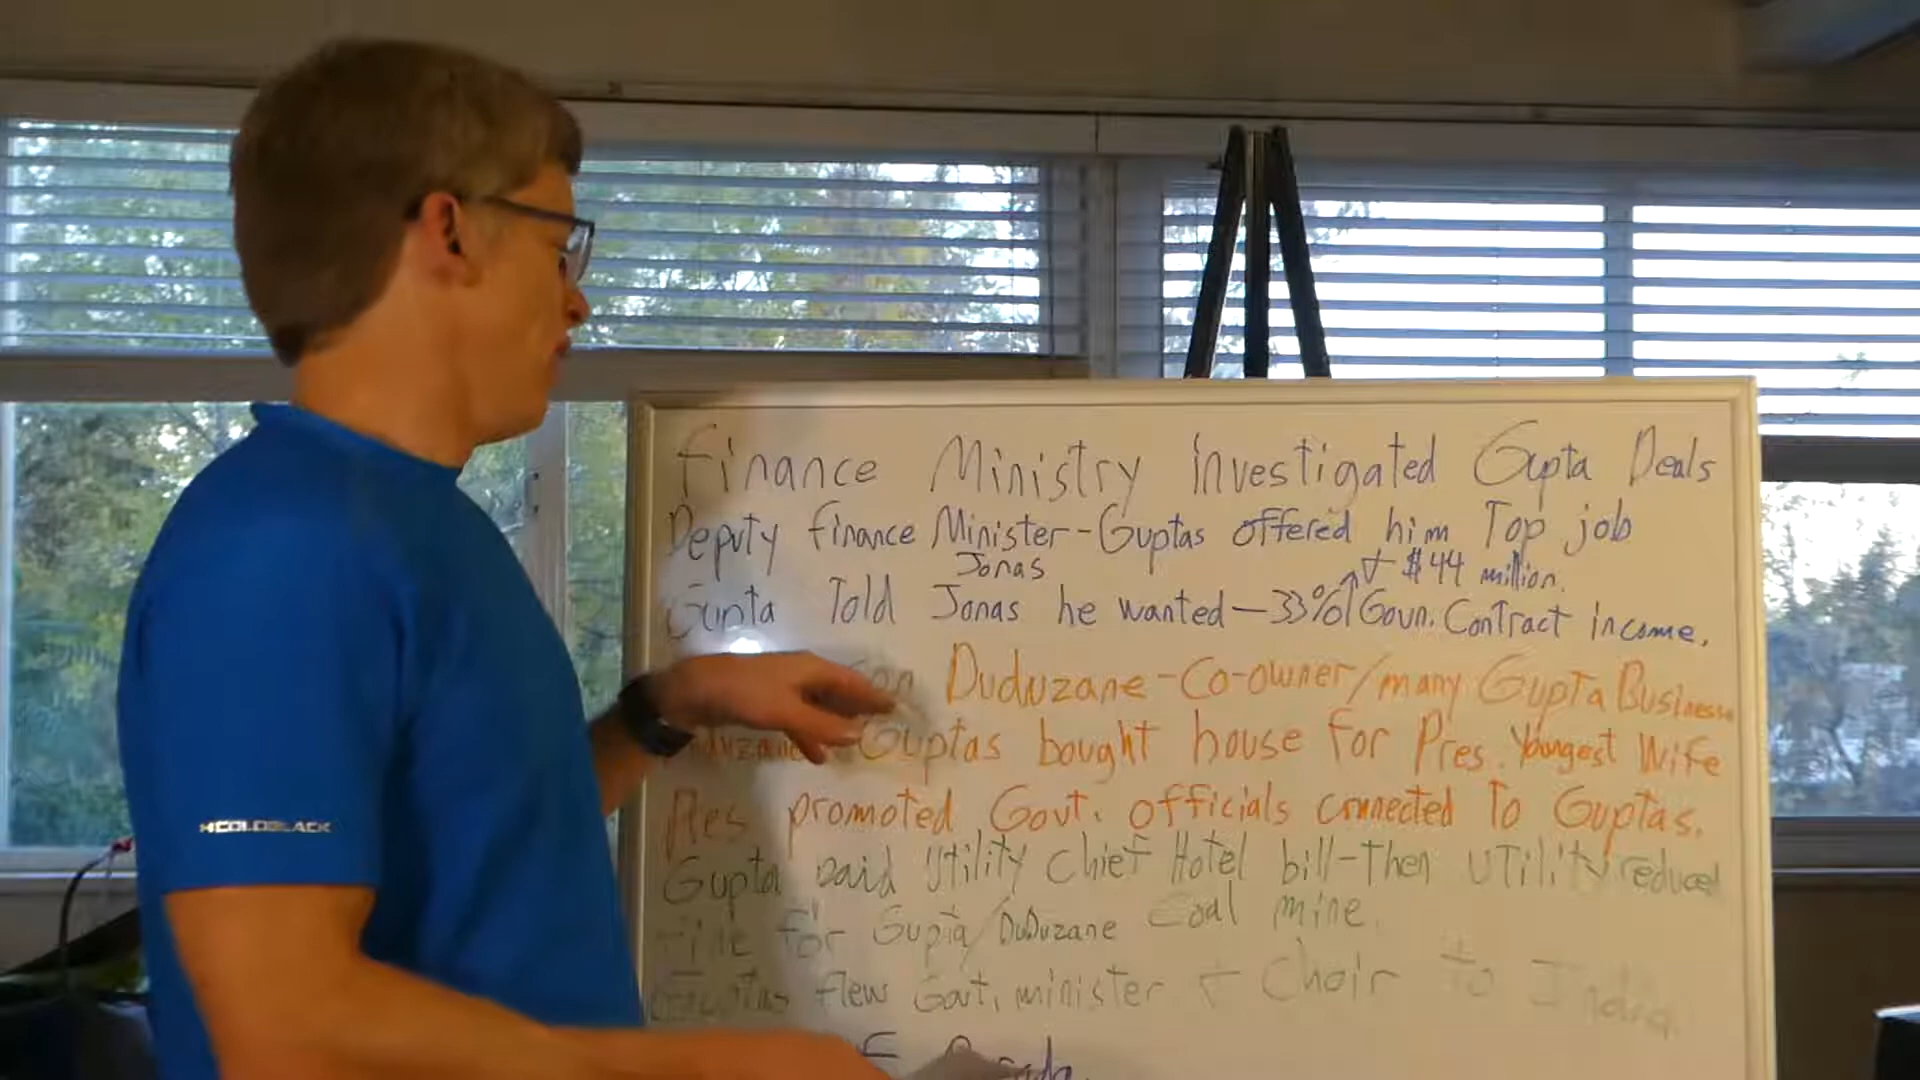 Finance Ministry investigated Gupta Deals
Deputy finance Minister-Guptas offered him Top job
Jonas + $44 million.
Gupta Told Jonas he wanted-33% Govn. Contract income.
Duduzane-Co-owner/many Gupta Business
Guptas bought house for Pres. Youngest Wife
Pres promoted Govt. officials connected to Guptas.
Gupta paid Utility Chief Hotel bill-then UTility reduced
Fine for Gupta/DuDuzane Coal mine.
Guptas flew Govt. minister + Choir to India.
HCOLDBLACK